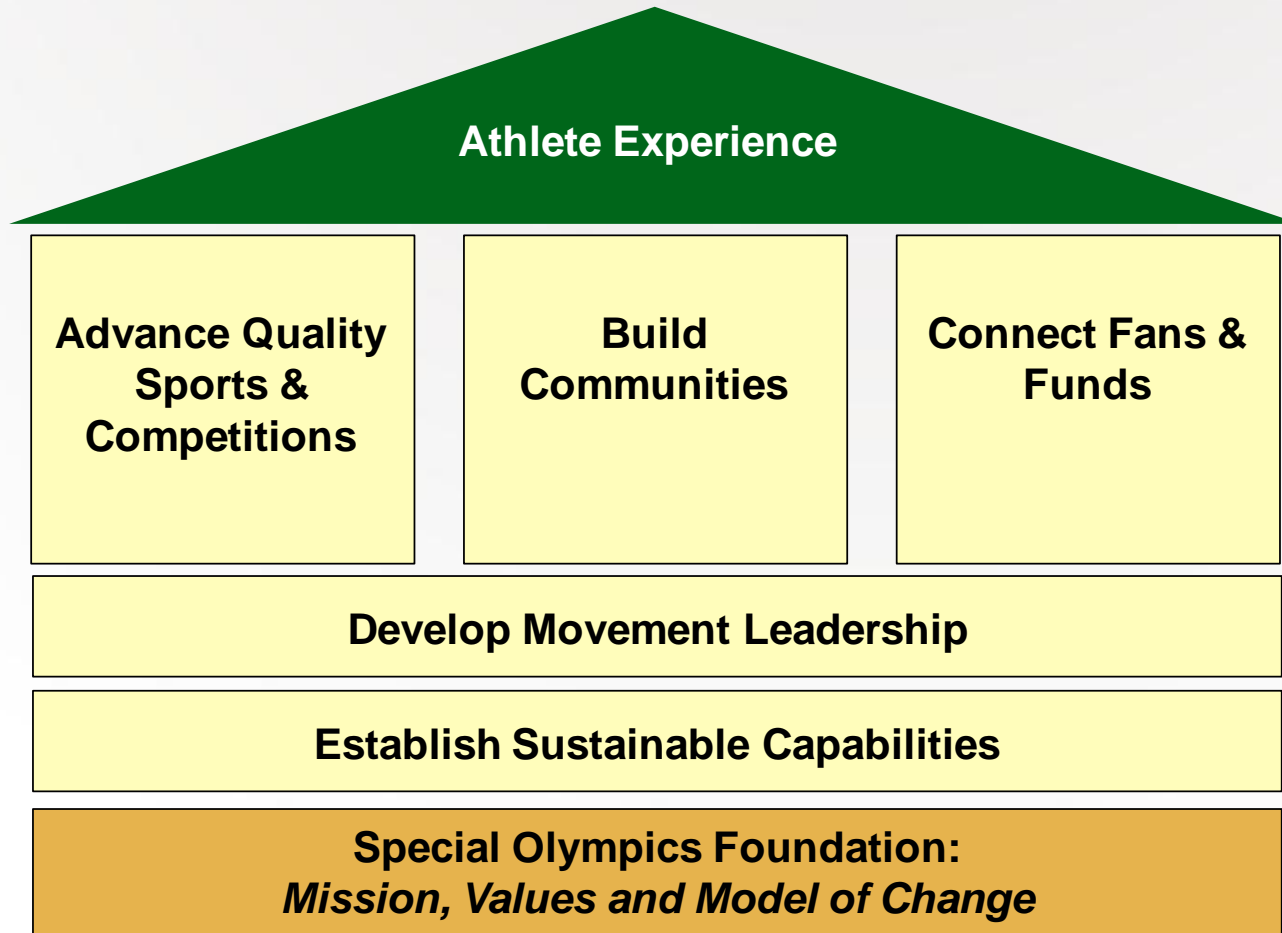 Athlete Experience
Advance Quality
Sports &
Competitions
Build
Communities
Connect Fans &
Funds
Develop Movement Leadership
Establish Sustainable Capabilities
Special Olympics Foundation:
Mission, Values and Model of Change